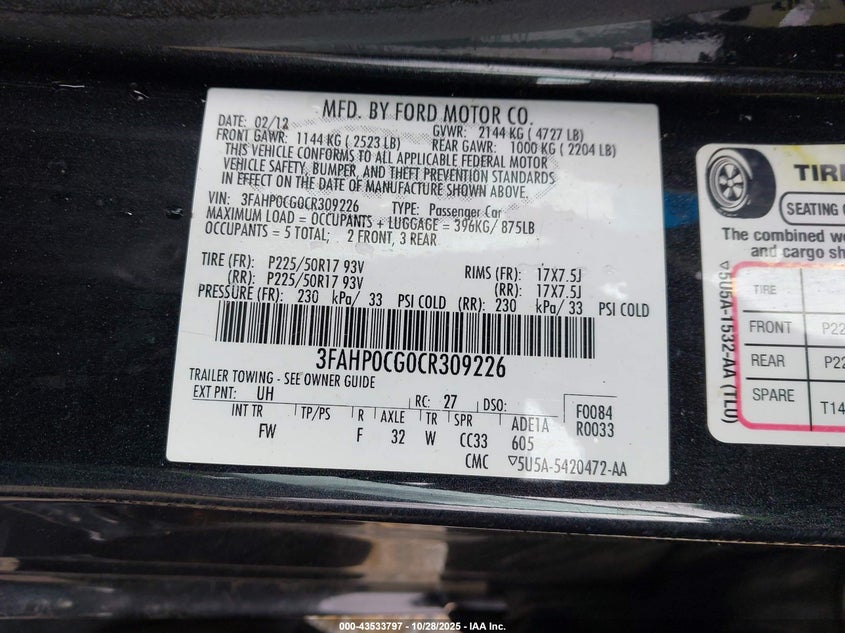 MFD. BY FORD MOTOR CO.
DATE: 02/12 GVWR: 2144 KG ( 4727 LB)
FRONT GAWR: 1144 KG ( 2523 LB) REAR GAWR: 1000 KG ( 2204 LB)
THIS VEHICLE CONFORMS TO ALL APPLICABLE FEDERAL MOTOR
VEHICLE SAFETY, BUMPER, AND THEFT PREVENTION STANDARDS
IN EFFECT ON THE DATE OF MANUFACTURE SHOWN ABOVE.
VIN: 3FAHP0CG0CR309226 TYPE: Passenger Car
MAXIMUM LOAD = OCCUPANTS + LUGGAGE = 396KG/ 875LB
OCCUPANTS = 5 TOTAL; 2 FRONT, 3 REAR
TIRE (FR): P225/50R17 93V RIMS (FR): 17X7.5J
(RR): P225/50R17 93V (RR): 17X7.5J
PRESSURE (FR): 230 kPa/ 33 PSI COLD (RR): 230 kPa/ 33 PSI COLD
3FAHP0CG0CR309226
TRAILER TOWING - SEE OWNER GUIDE
EXT PNT: UH RC: 27 DSO: F0084
INT TR TP/PS R AXLE TR SPR ADE1A R0033
FW F 32 W CC33 605
CMC ▽5U5A-5420472-AA
TIRE
SEATING
The combined
and cargo
▽5U5A-1532-AA (TLU)
TIRE
FRONT P22
REAR P22
SPARE T14
000-43533797 - 10/28/2025 - IAA Inc.